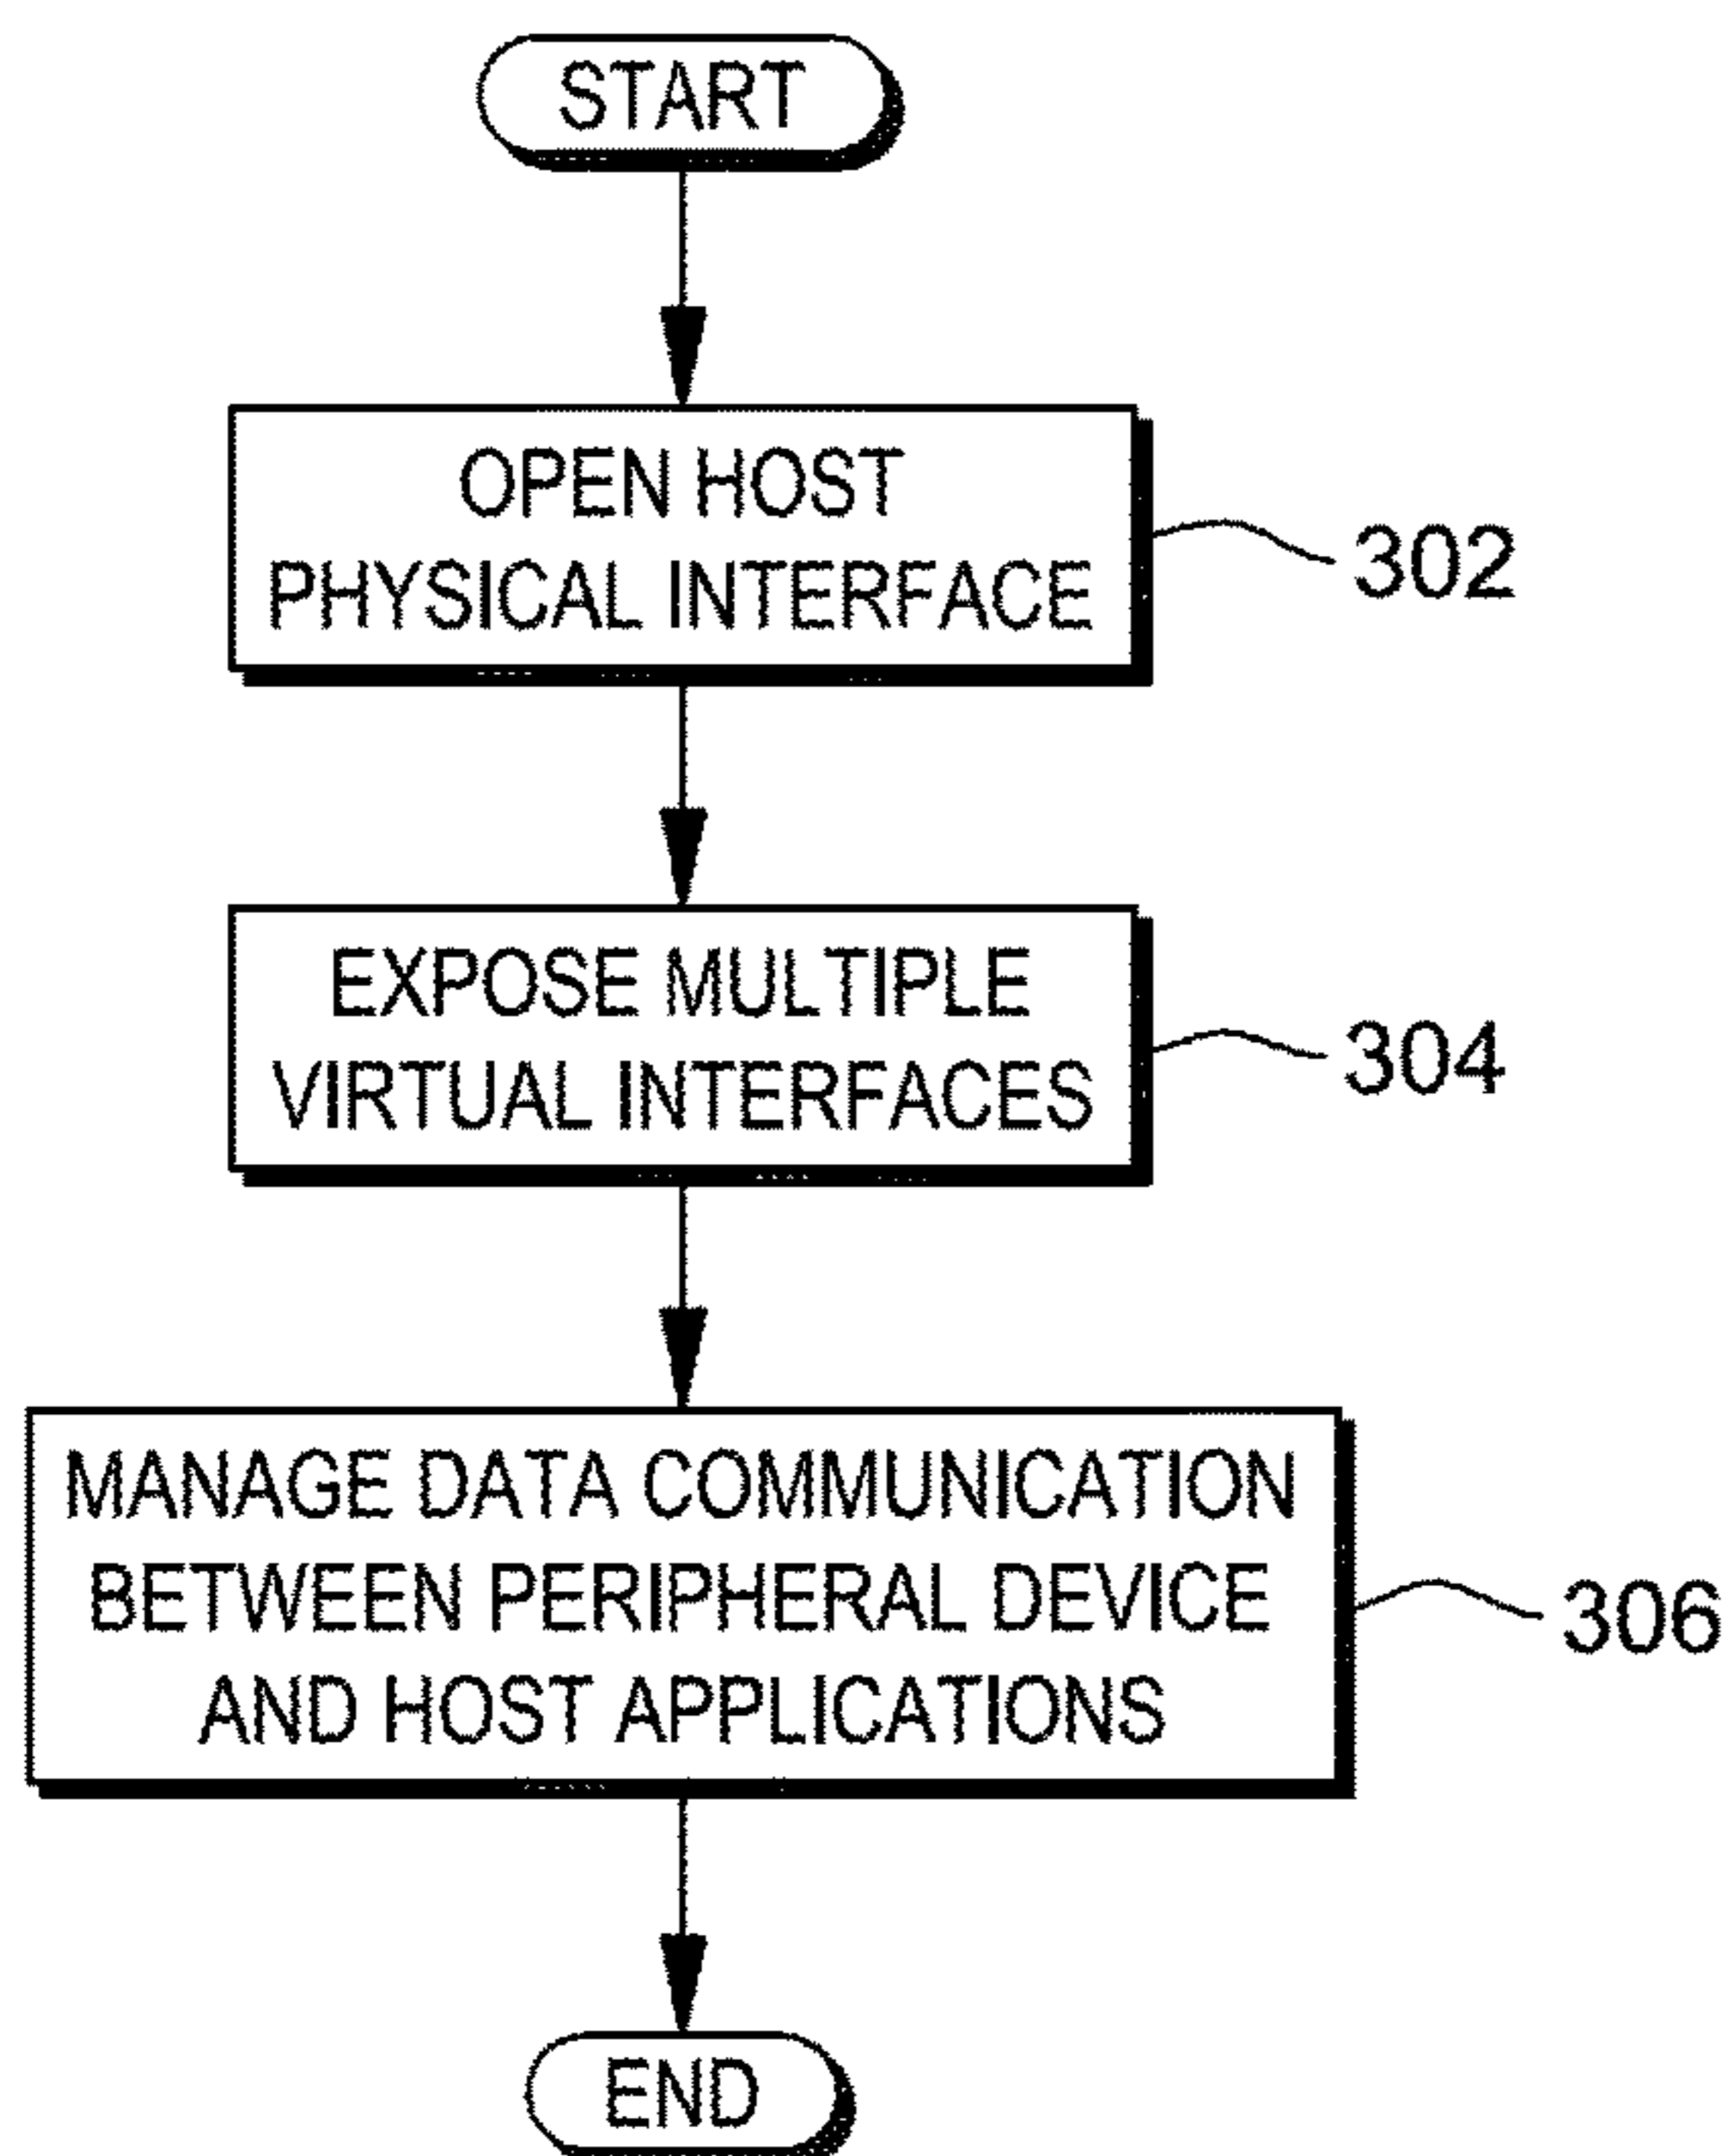 START
OPEN HOST
PHYSICAL INTERFACE
302
EXPOSE MULTIPLE
VIRTUAL INTERFACES
304
MANAGE DATA COMMUNICATION
BETWEEN PERIPHERAL DEVICE
AND HOST APPLICATIONS
306
END